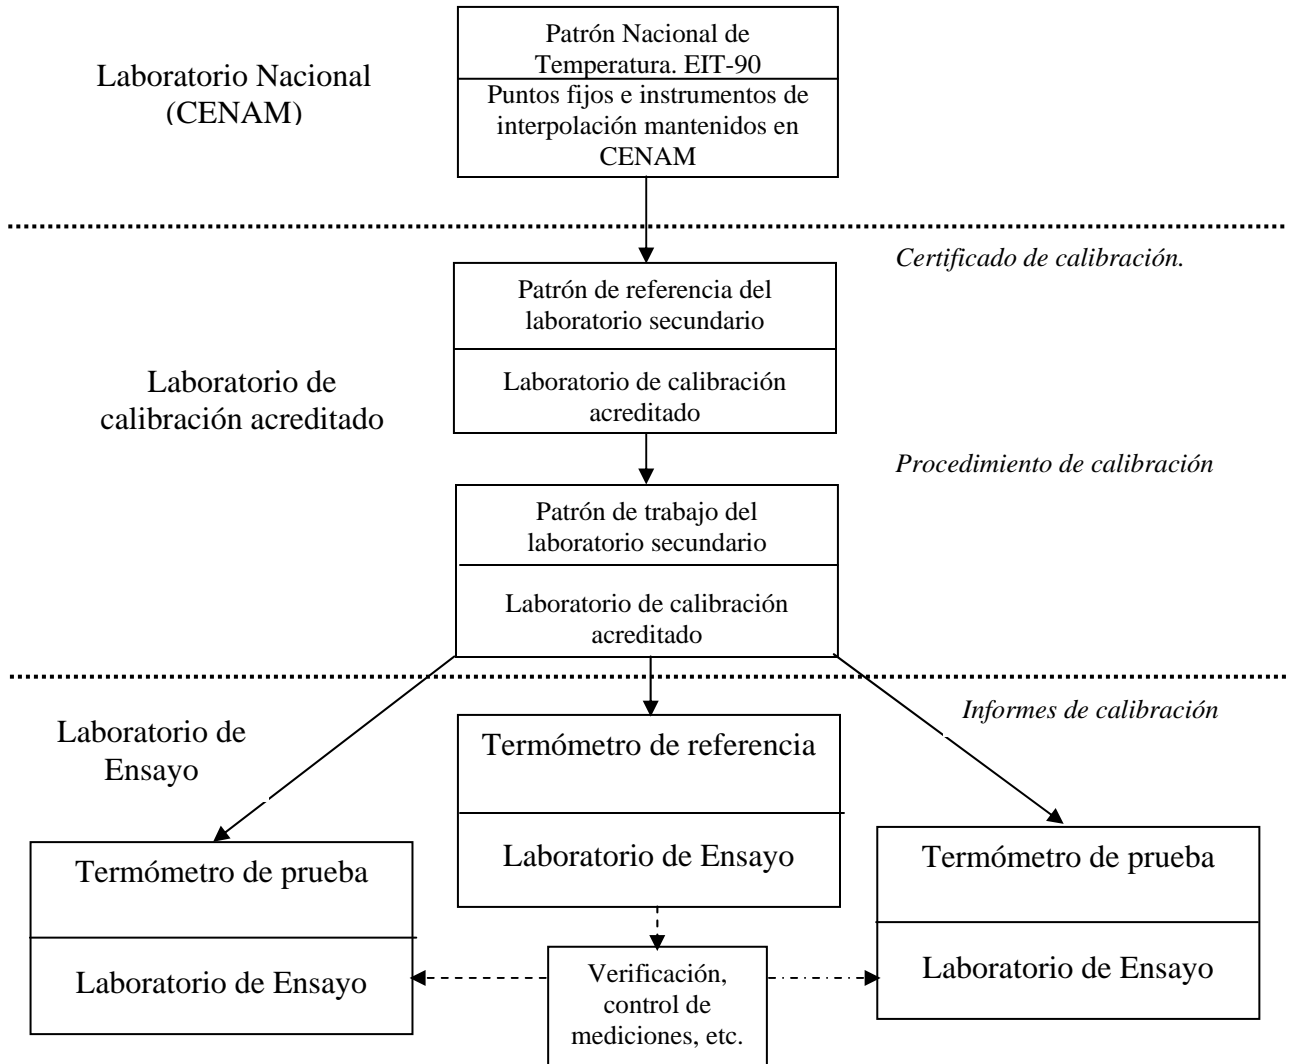 Patrón Nacional de
Temperatura. EIT-90
Laboratorio Nacional
(CENAM)
Puntos fijos e instrumentos de
interpolación mantenidos en
CENAM
Certificado de calibración.
Patrón de referencia del
laboratorio secundario
Laboratorio de
calibración acreditado
Laboratorio de calibración
acreditado
Procedimiento de calibración
Patrón de trabajo del
laboratorio secundario
Laboratorio de calibración
acreditado
Informes de calibración
Laboratorio de
Ensayo
Termómetro de referencia
Laboratorio de Ensayo
Termómetro de prueba
Laboratorio de Ensayo
Termómetro de prueba
Laboratorio de Ensayo
Verificación,
control de
mediciones, etc.